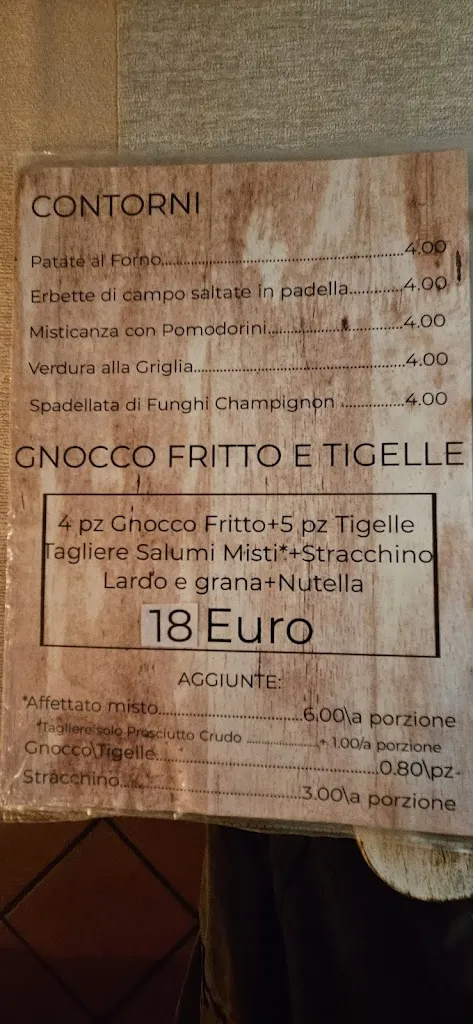 CONTORNI
Patate al Forno..................................................4.00
Erbette di campo saltate in padella...........4.00
Misticanza con Pomodorini...........................4.00
Verdura alla Griglia...........................................4.00
Spadellata di Funghi Champignon .............4.00
GNOCCO FRITTO E TIGELLE
4 pz Gnocco Fritto+5 pz Tigelle
Tagliere Salumi Misti*+Stracchino
Lardo e grana+Nutella
18 Euro
AGGIUNTE:
*Affettato misto.............................6,00\a porzione
*Tagliere solo Prosciutto Crudo ..................+ 1.00/a porzione
Gnocco\Tigelle.............................................0.80\pz-
Stracchino.....................................3.00\a porzione